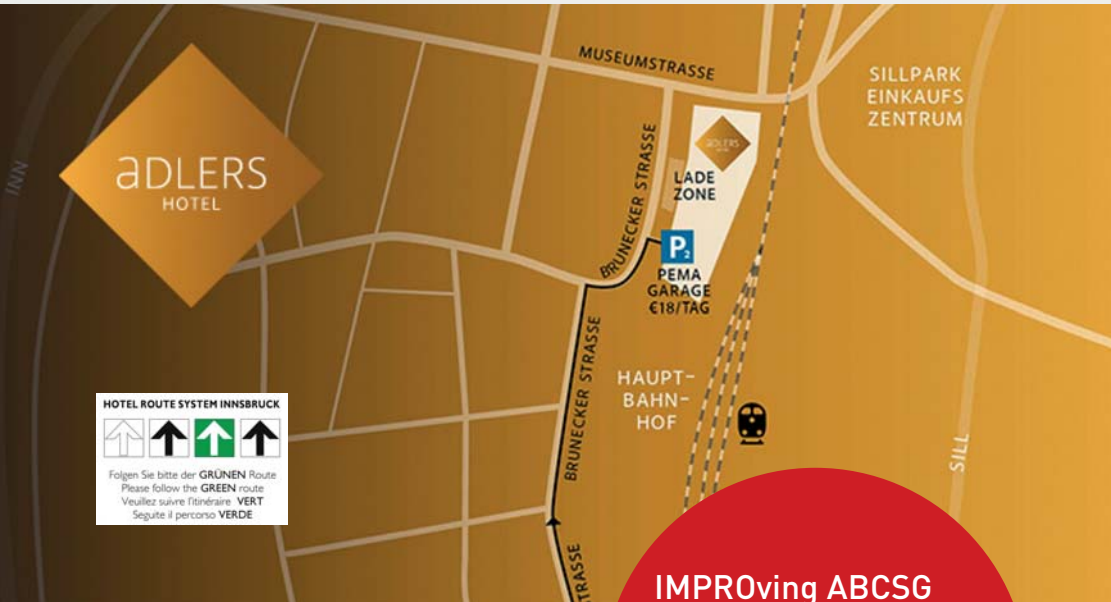 MUSEUMSTRASSE
SILLPARK
EINKAUFS
ZENTRUM
INN
aDLERS
HOTEL
aDLERS
HOTEL
BRUNECKER STRASSE
LADE
ZONE
P2
PEMA
GARAGE
€18/TAG
BRUNECKER STRASSE
HAUPT-
BAHN-
HOF
HOTEL ROUTE SYSTEM INNSBRUCK
Folgen Sie bitte der GRÜNEN Route
Please follow the GREEN route
Veuillez suivre l'itinéraire VERT
Seguite il percorso VERDE
SILL
TRASSE
IMPROving ABCSG